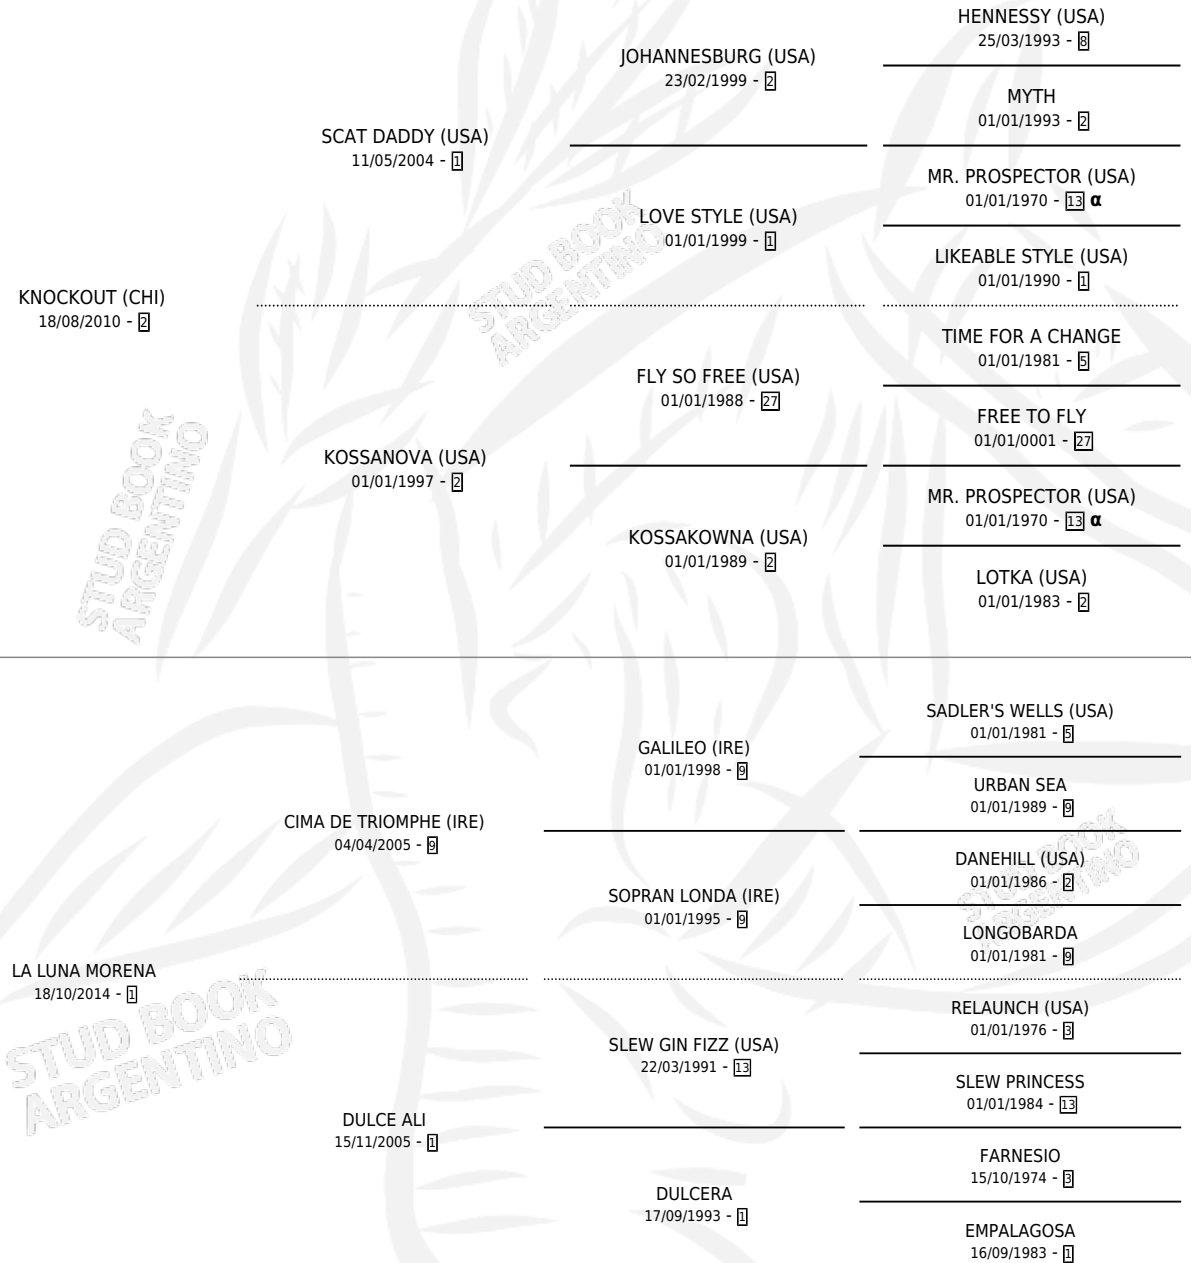 HENNESSY (USA)
25/03/1993 - 8
JOHANNESBURG (USA)
23/02/1999 - 2
MYTH
01/01/1993 - 2
SCAT DADDY (USA)
11/05/2004 - 1
MR. PROSPECTOR (USA)
01/01/1970 - 13 α
LOVE STYLE (USA)
01/01/1999 - 1
LIKEABLE STYLE (USA)
01/01/1990 - 1
KNOCKOUT (CHI)
18/08/2010 - 2
TIME FOR A CHANGE
01/01/1981 - 5
FLY SO FREE (USA)
01/01/1988 - 27
FREE TO FLY
01/01/0001 - 27
KOSSANOVA (USA)
01/01/1997 - 2
MR. PROSPECTOR (USA)
01/01/1970 - 13 α
KOSSAKOWNA (USA)
01/01/1989 - 2
LOTKA (USA)
01/01/1983 - 2
SADLER'S WELLS (USA)
01/01/1981 - 5
GALILEO (IRE)
01/01/1998 - 9
URBAN SEA
01/01/1989 - 9
CIMA DE TRIOMPHE (IRE)
04/04/2005 - 9
DANEHILL (USA)
01/01/1986 - 2
SOPRAN LONDA (IRE)
01/01/1995 - 9
LONGOBARDA
01/01/1981 - 9
LA LUNA MORENA
18/10/2014 - 1
RELAUNCH (USA)
01/01/1976 - 3
SLEW GIN FIZZ (USA)
22/03/1991 - 13
SLEW PRINCESS
01/01/1984 - 13
DULCE ALI
15/11/2005 - 1
FARNESIO
15/10/1974 - 3
DULCERA
17/09/1993 - 1
EMPALAGOSA
16/09/1983 - 1
STUD BOOK
ARGENTINO
STUD BOOK
ARGENTINO
STUD BOOK
ARGENTINO
STUD BOOK
ARGENTINO